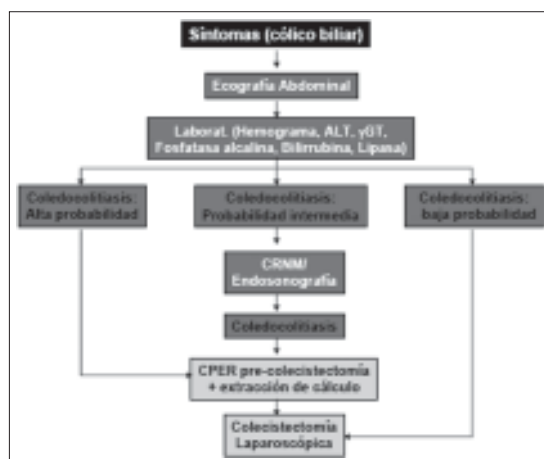 Síntomas (cólico biliar)
Ecografía Abdominal
Laborat. (Hemograma, ALT, γGT,
Fosfatasa alcalina, Bilirrubina, Lipasa)
Coledocolitiasis:
Alta probabilidad
Coledocolitiasis:
Probabilidad intermedia
Coledocolitiasis:
baja probabilidad
CRNM/
Endosonografía
Coledocolitiasis
CPER pre-colecistectomía
+ extracción de cálculo
Colecistectomía
Laparoscópica